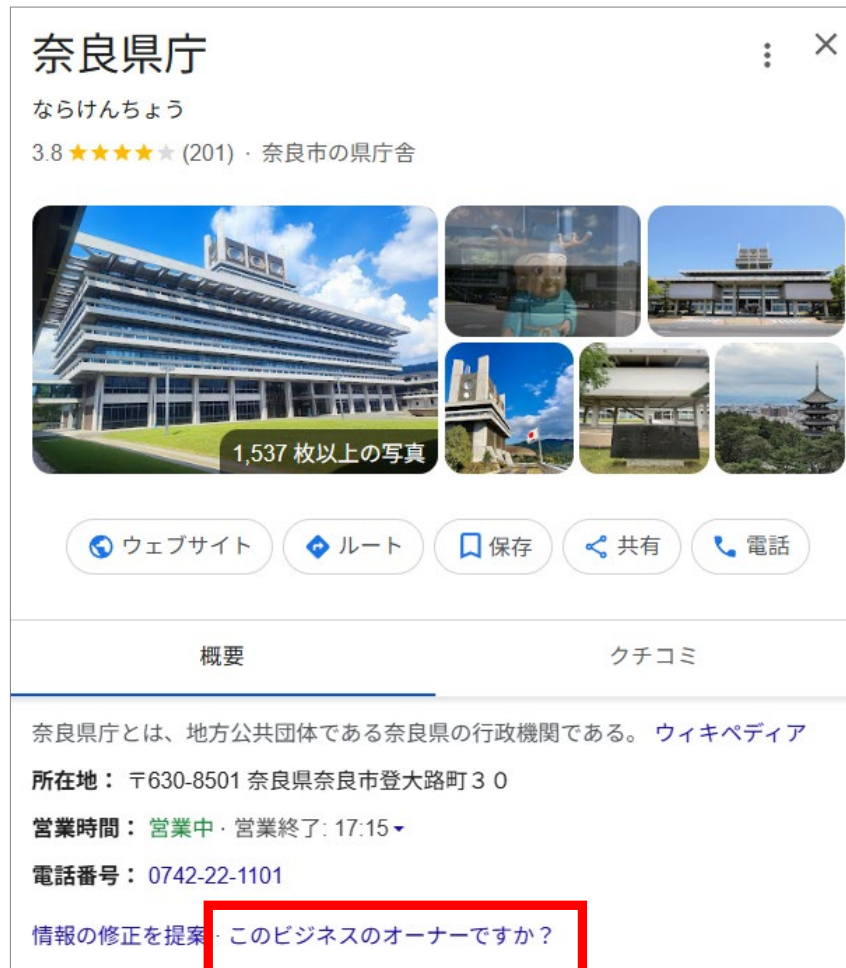 奈良県庁
ならけんちょう
3.8 ★★★★★ (201) · 奈良市の県庁舎
1,537 枚以上の写真
ウェブサイト ルート 保存 共有 電話
概要 クチコミ
奈良県庁とは、地方公共団体である奈良県の行政機関である。 ウィキペディア
所在地： 〒630-8501 奈良県奈良市登大路町３０
営業時間： 営業中 · 営業終了: 17:15
電話番号： 0742-22-1101
情報の修正を提案 · このビジネスのオーナーですか？